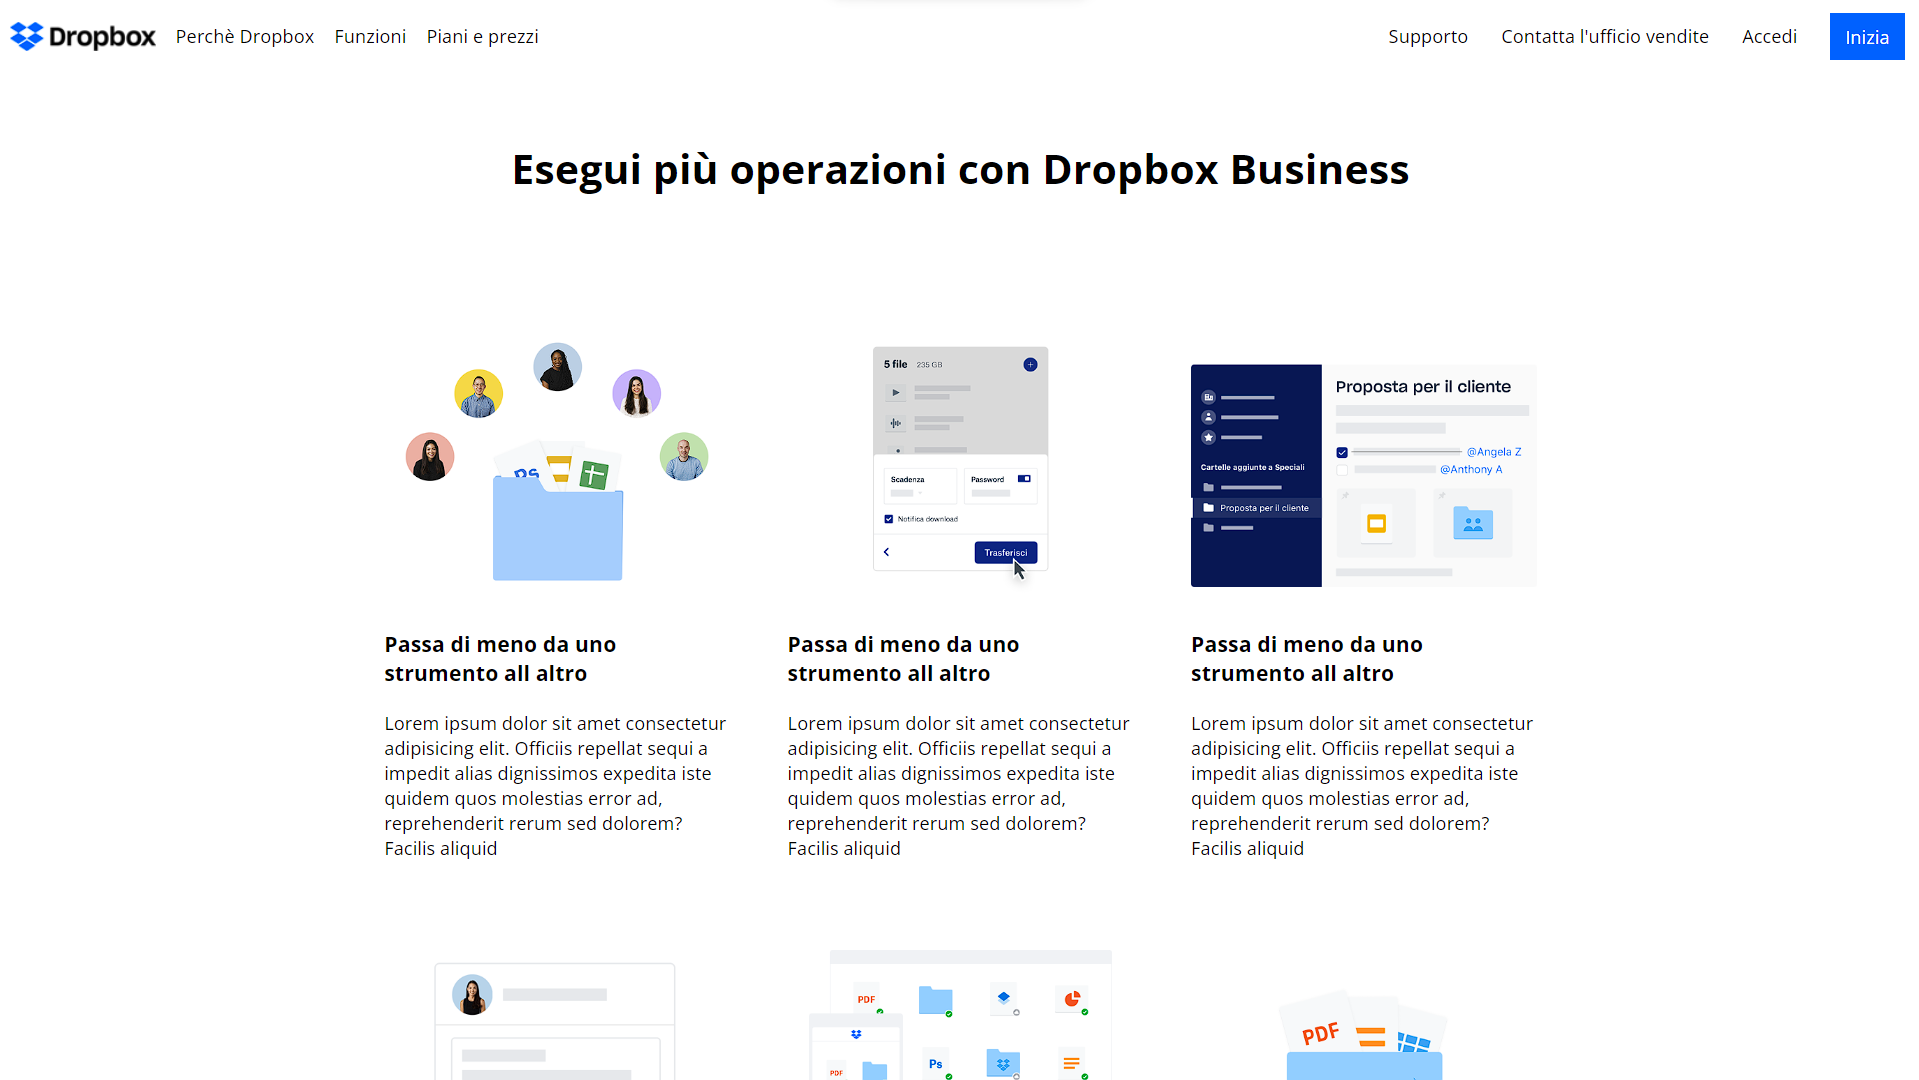 Dropbox Perchè Dropbox Funzioni Piani e prezzi Supporto Contatta l'ufficio vendite Accedi Inizia
Esegui più operazioni con Dropbox Business
Ps
5 file 235 GB
Scadenza Password
Notifica download
Trasferisci
Proposta per il cliente
@Angela Z
@Anthony A
Cartelle aggiunte a Speciali
Proposta per il cliente
Passa di meno da uno
strumento all altro
Lorem ipsum dolor sit amet consectetur
adipisicing elit. Officiis repellat sequi a
impedit alias dignissimos expedita iste
quidem quos molestias error ad,
reprehenderit rerum sed dolorem?
Facilis aliquid
Passa di meno da uno
strumento all altro
Lorem ipsum dolor sit amet consectetur
adipisicing elit. Officiis repellat sequi a
impedit alias dignissimos expedita iste
quidem quos molestias error ad,
reprehenderit rerum sed dolorem?
Facilis aliquid
Passa di meno da uno
strumento all altro
Lorem ipsum dolor sit amet consectetur
adipisicing elit. Officiis repellat sequi a
impedit alias dignissimos expedita iste
quidem quos molestias error ad,
reprehenderit rerum sed dolorem?
Facilis aliquid
PDF
Ps
PDF
PDF